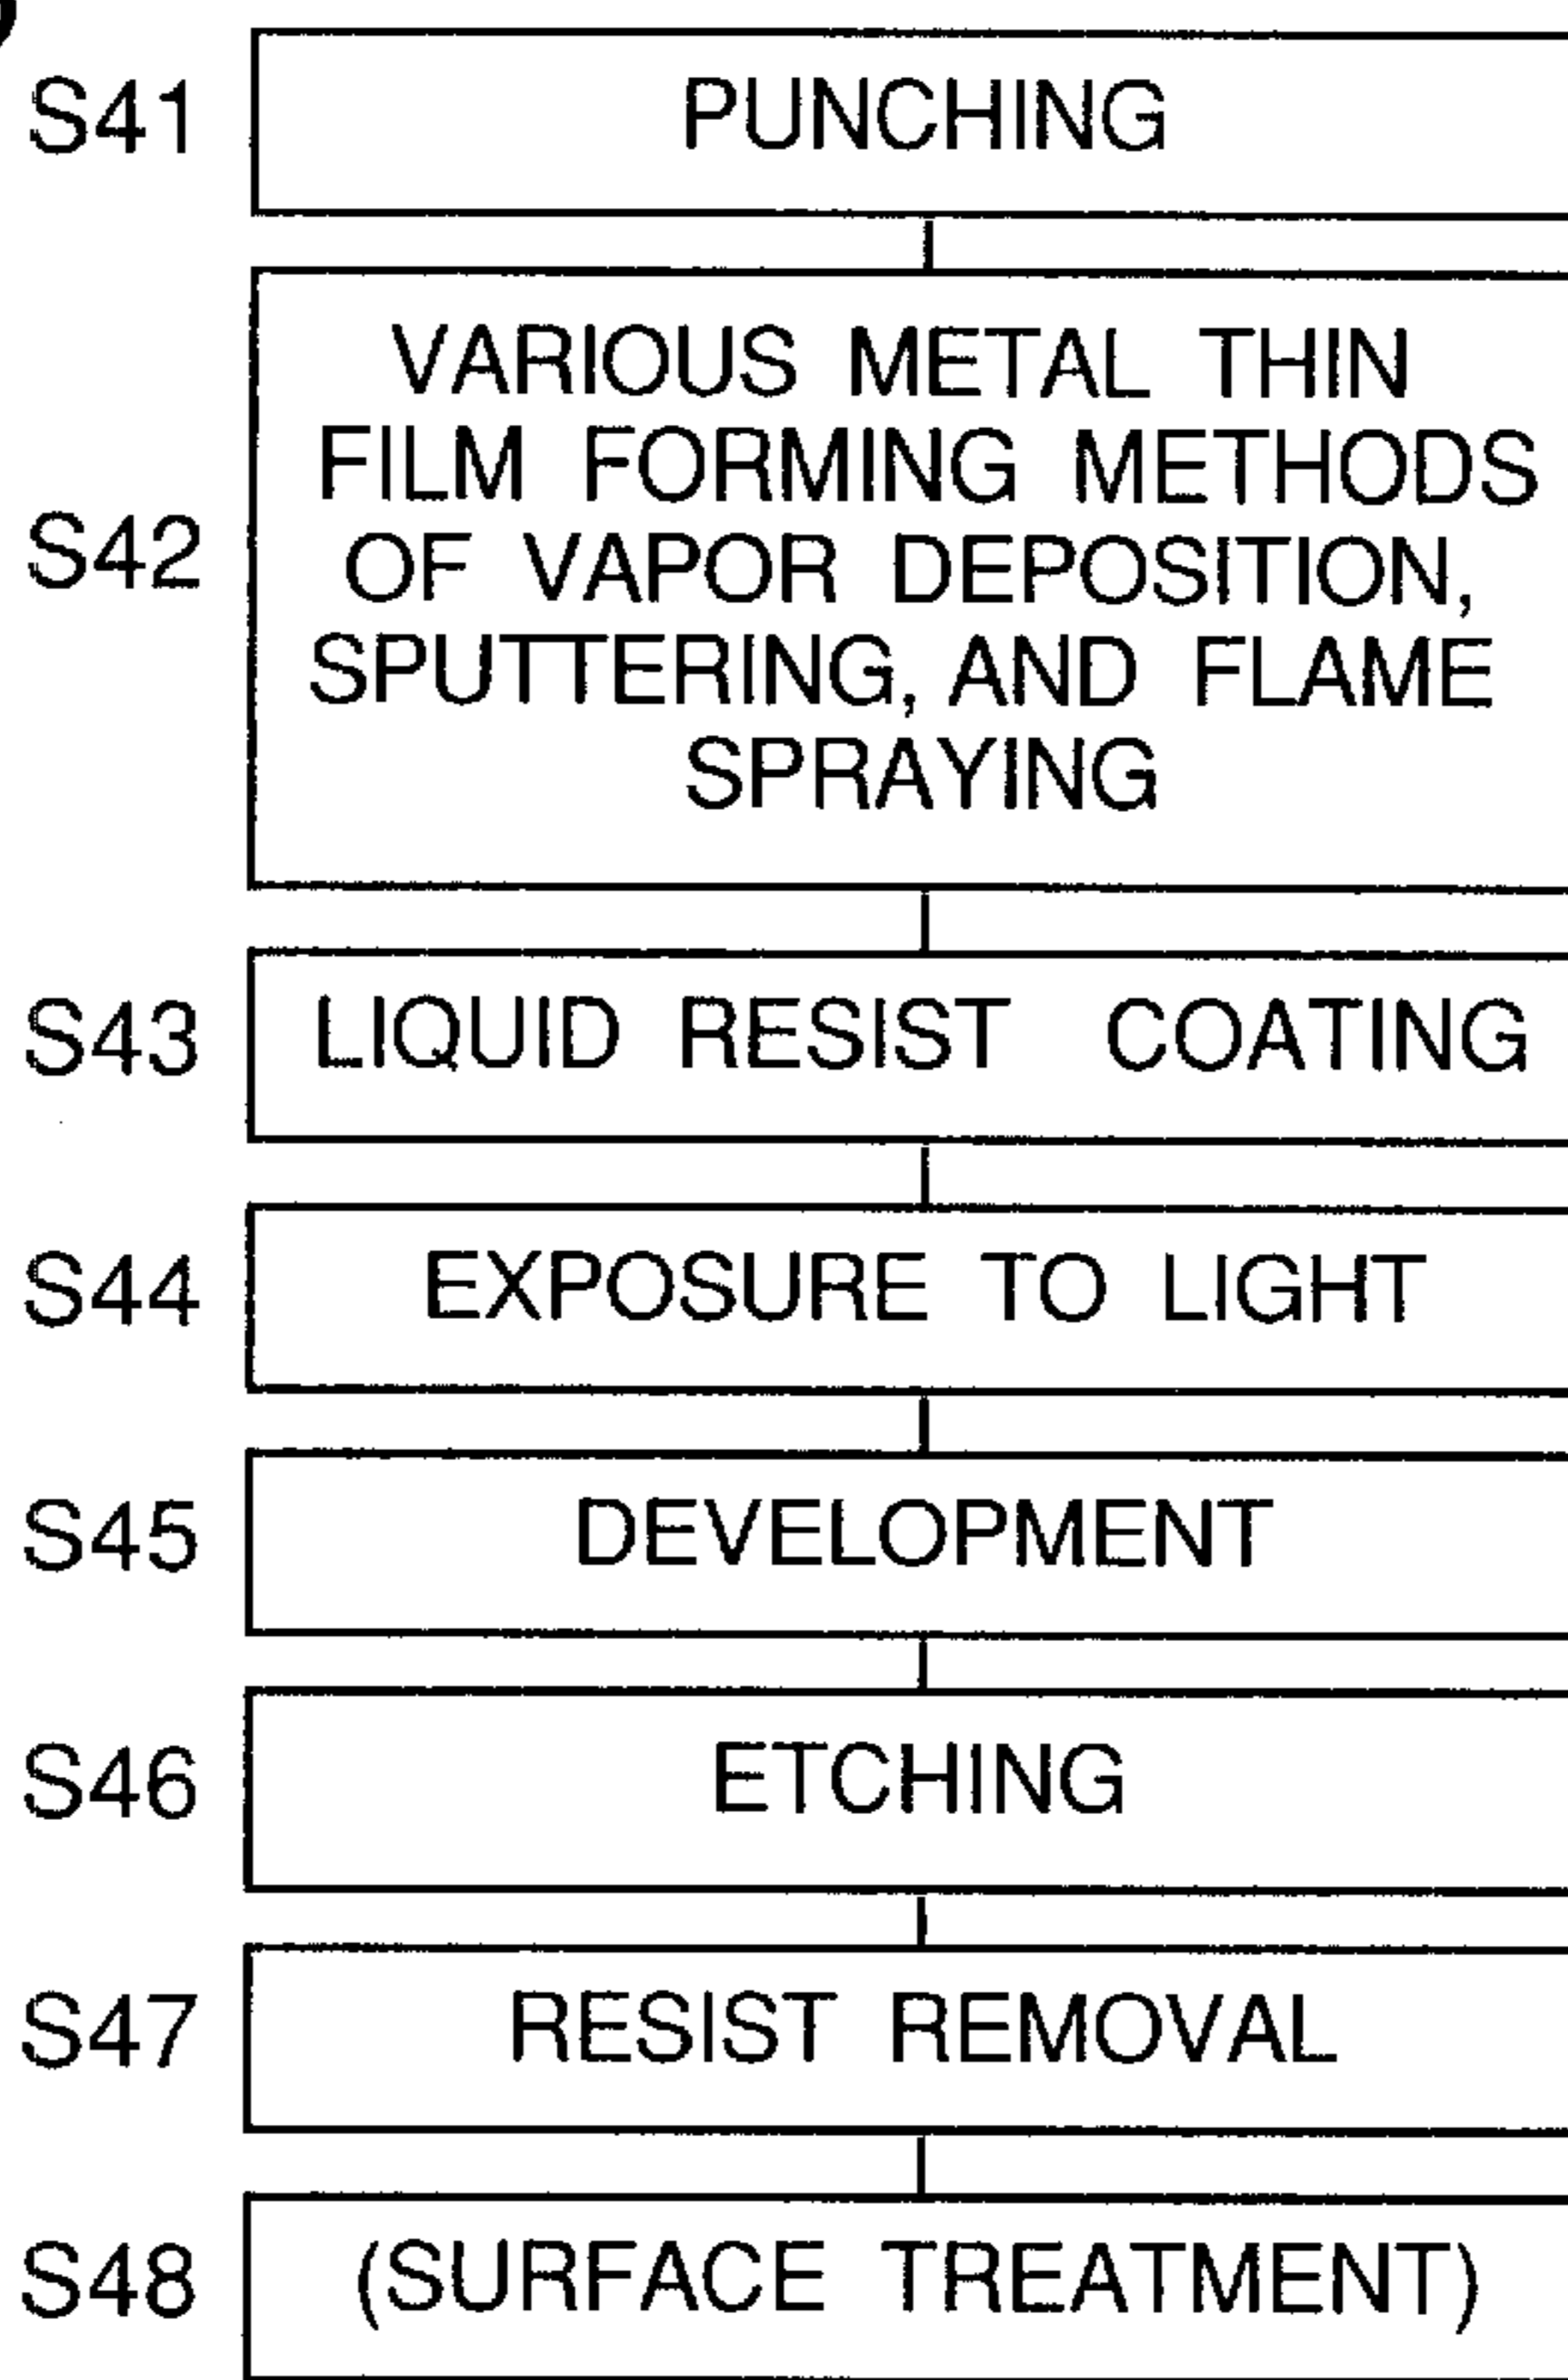 S41 PUNCHING
VARIOUS METAL THIN
FILM FORMING METHODS
S42 OF VAPOR DEPOSITION,
SPUTTERING, AND FLAME
SPRAYING
S43 LIQUID RESIST COATING
S44 EXPOSURE TO LIGHT
S45 DEVELOPMENT
S46 ETCHING
S47 RESIST REMOVAL
S48 (SURFACE TREATMENT)